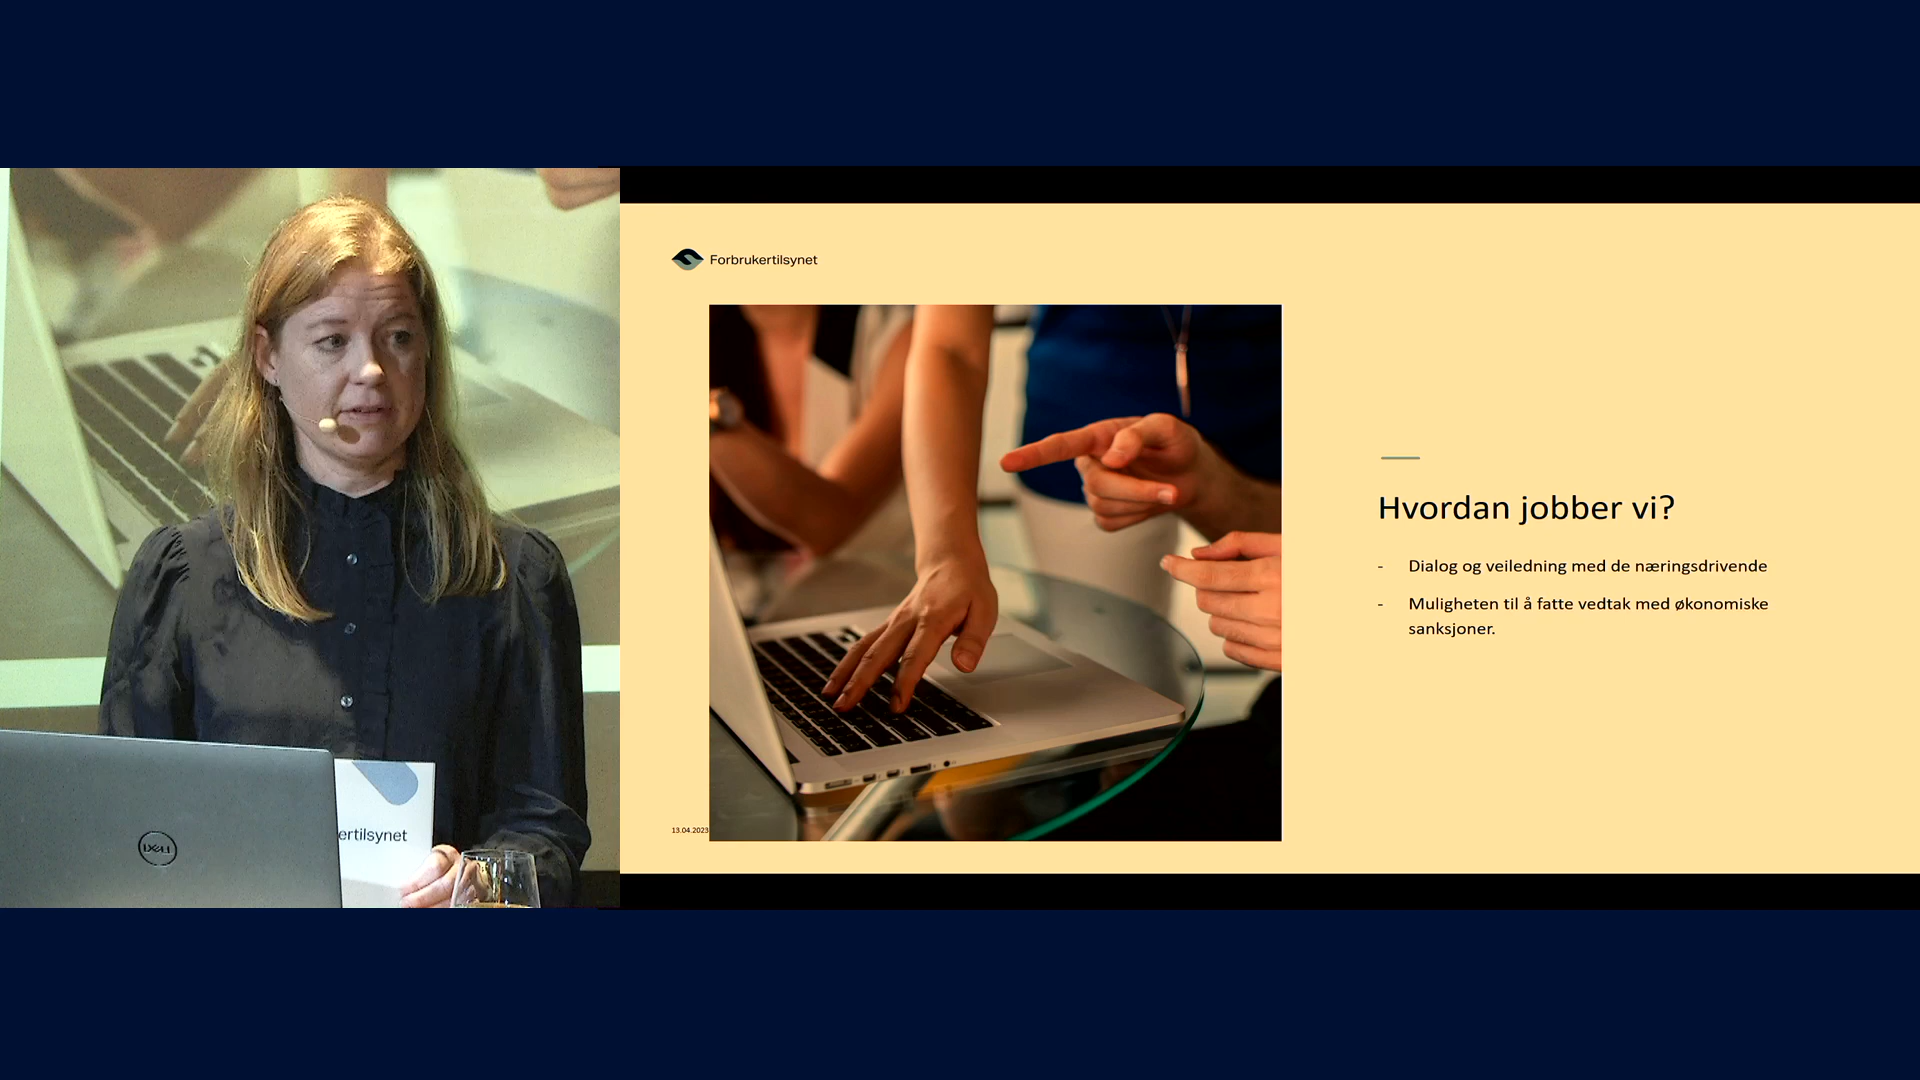 Forbrukertilsynet
Hvordan jobber vi?
- Dialog og veiledning med de næringsdrivende
- Muligheten til å fatte vedtak med økonomiske
sanksjoner.
13.04.2023
ertilsynet
DELL